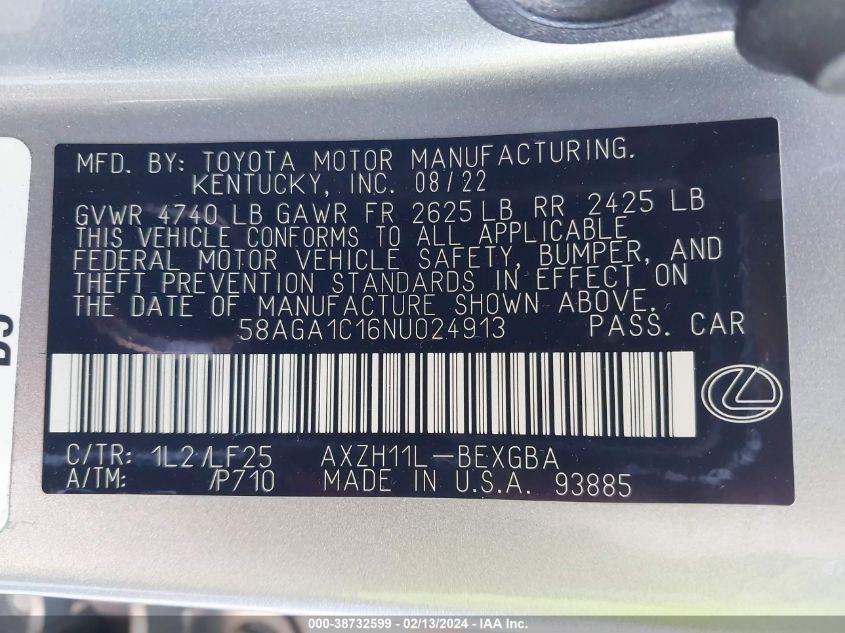 MFD. BY: TOYOTA MOTOR MANUFACTURING.
KENTUCKY, INC. 08/22
GVWR 4740 LB GAWR FR 2625 LB RR 2425 LB
THIS VEHICLE CONFORMS TO ALL APPLICABLE
FEDERAL MOTOR VEHICLE SAFETY, BUMPER, AND
THEFT PREVENTION STANDARDS IN EFFECT ON
THE DATE OF MANUFACTURE SHOWN ABOVE.
58AGA1C16NU024913 PASS. CAR
C/TR: 1L2/LF25 AXZH11L-BEXGBA
A/TM: /P710 MADE IN U.S.A. 93885
000-38732599 - 02/13/2024 - IAA Inc.